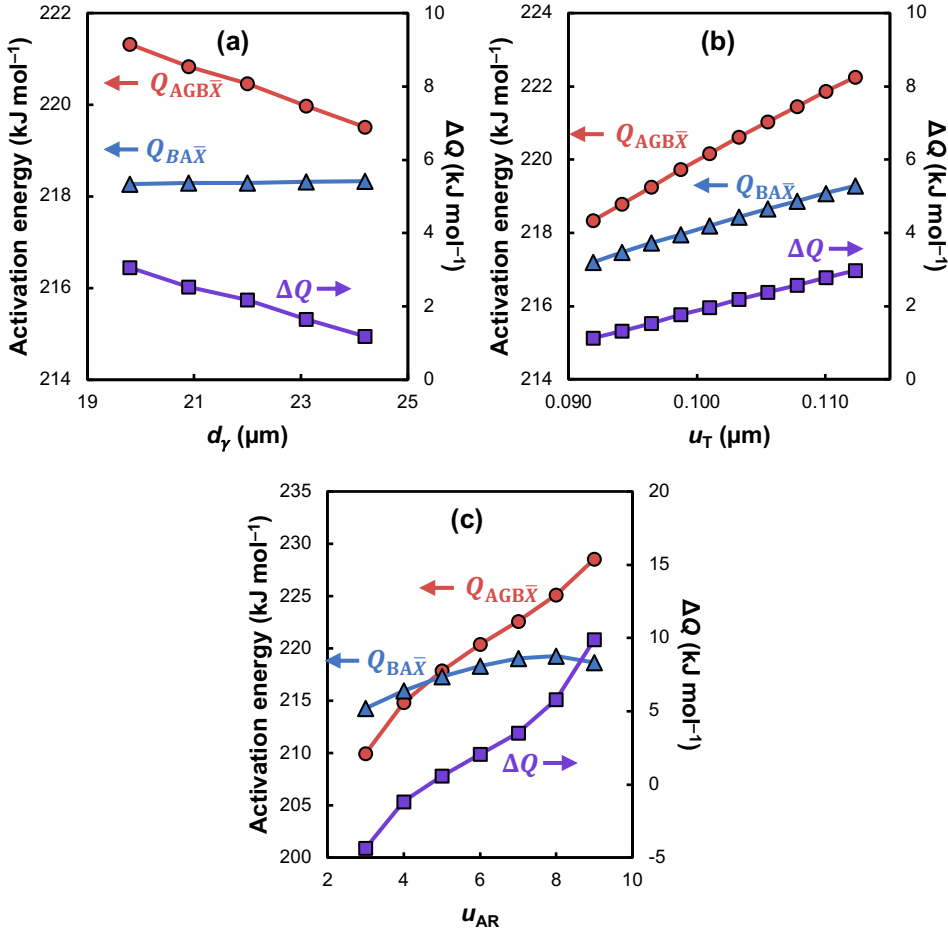 (a)
Activation energy (kJ mol⁻¹)
222
220
218
216
214
19
21
23
25
d_γ (μm)
10
8
6
4
2
0
ΔQ (kJ mol⁻¹)
Q_AGBX̅
Q_BAX̅
ΔQ
(b)
Activation energy (kJ mol⁻¹)
224
222
220
218
216
214
0.090
0.100
0.110
u_T (μm)
10
8
6
4
2
0
ΔQ (kJ mol⁻¹)
Q_AGBX̅
Q_BAX̅
ΔQ
(c)
Activation energy (kJ mol⁻¹)
235
230
225
220
215
210
205
200
2
4
6
8
10
u_AR
20
15
10
5
0
-5
ΔQ (kJ mol⁻¹)
Q_AGBX̅
Q_BAX̅
ΔQ